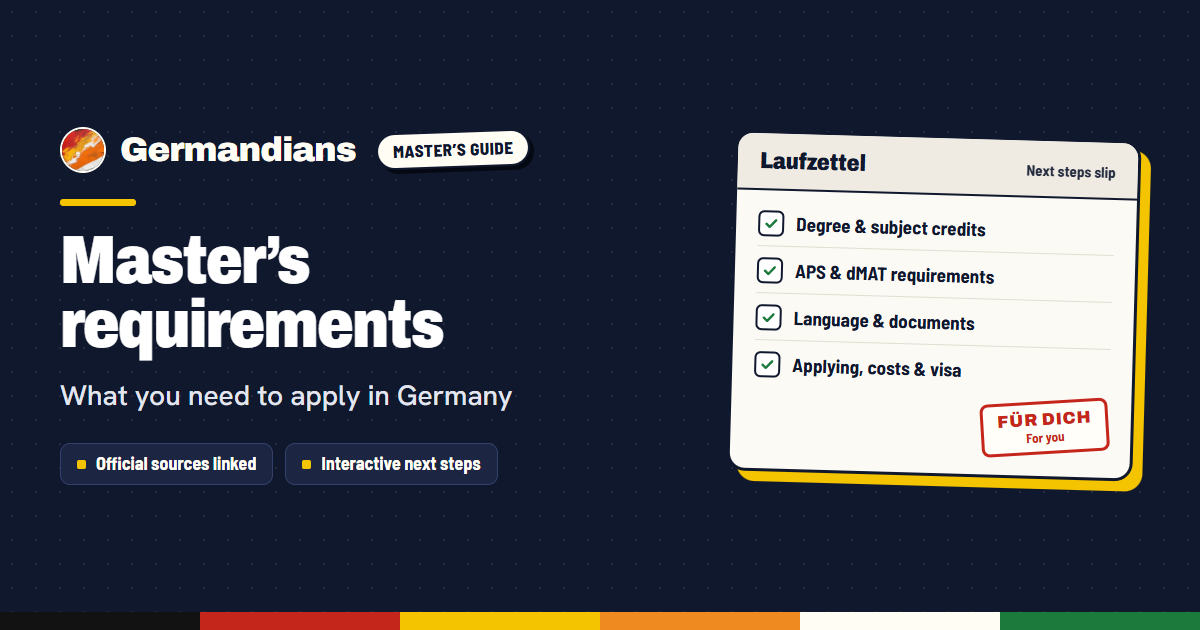 Germandians
MASTER’S GUIDE
Master’s
requirements
What you need to apply in Germany
Official sources linked
Interactive next steps
Laufzettel
Next steps slip
Degree & subject credits
APS & dMAT requirements
Language & documents
Applying, costs & visa
FÜR DICH
For you